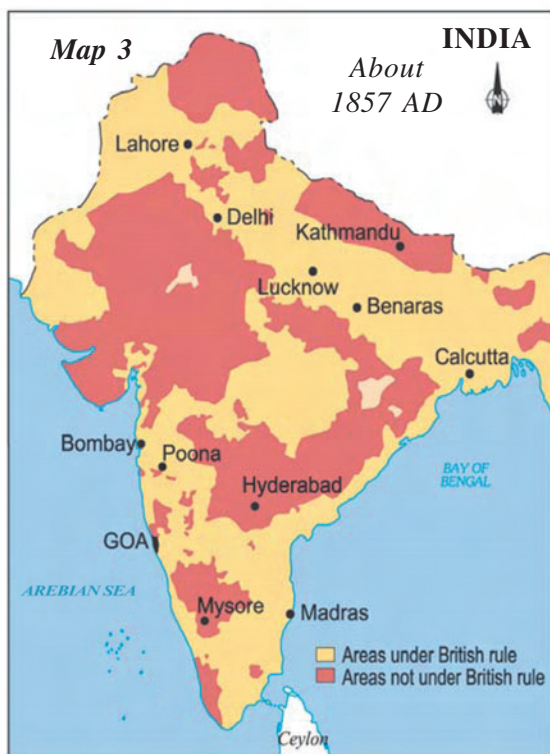 Map 3
INDIA
About
1857 AD
N
Lahore
Delhi
Kathmandu
Lucknow
Benaras
Calcutta
Bombay
Poona
Hyderabad
BAY OF
BENGAL
GOA
AREBIAN SEA
Mysore
Madras
Areas under British rule
Areas not under British rule
Ceylon